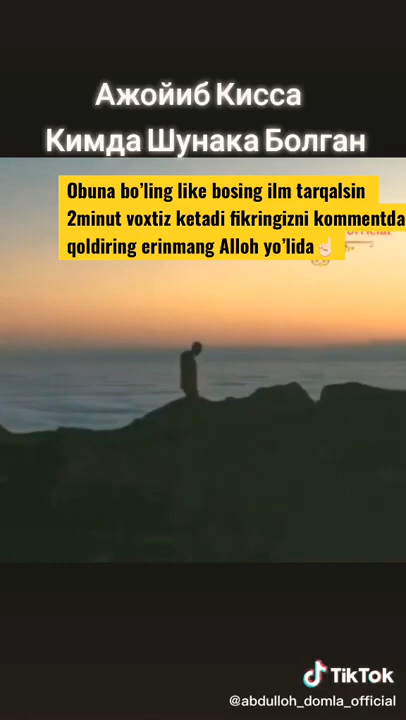 Ажойиб Кисса
Кимда Шунака Болган
Obuna bo'ling like bosing ilm tarqalsin
2minut voxtiz ketadi fikringizni kommentda
qoldiring erinmang Alloh yo'lida☝🏻
TikTok
@abdulloh_domla_official